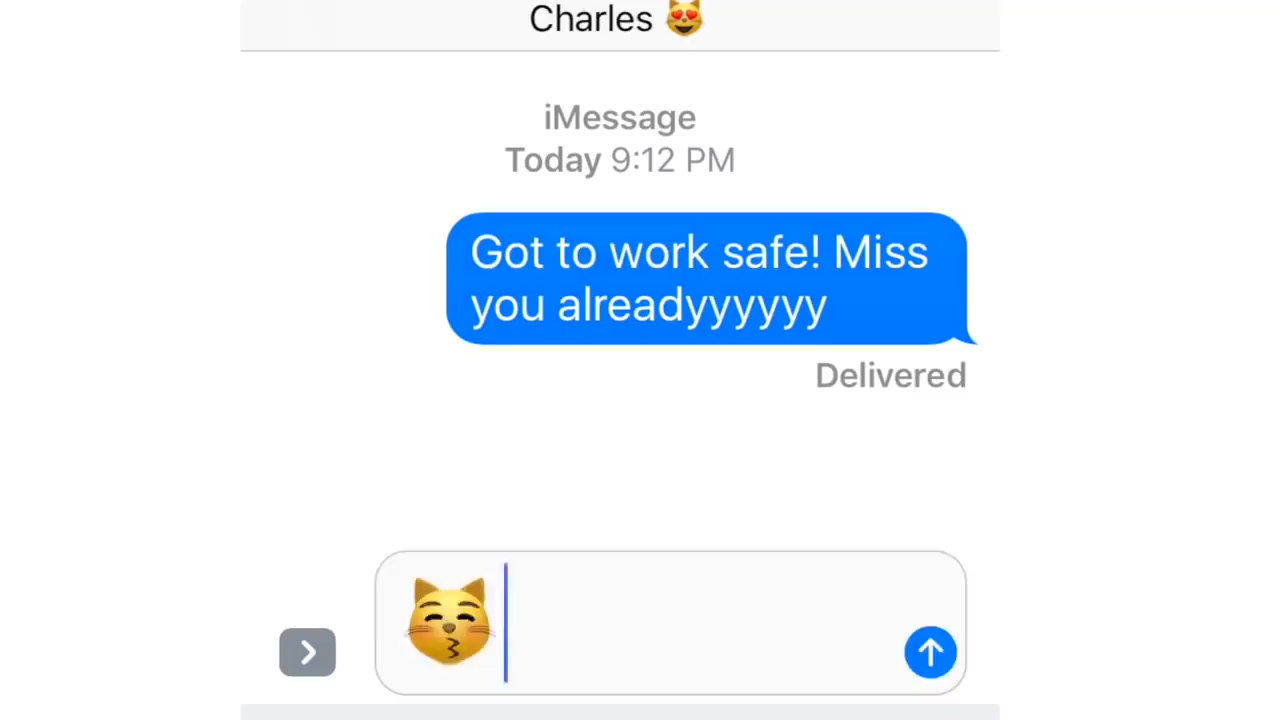 Charles 😻
iMessage
Today 9:12 PM
Got to work safe! Miss
you alreadyyyyyy
Delivered
😽